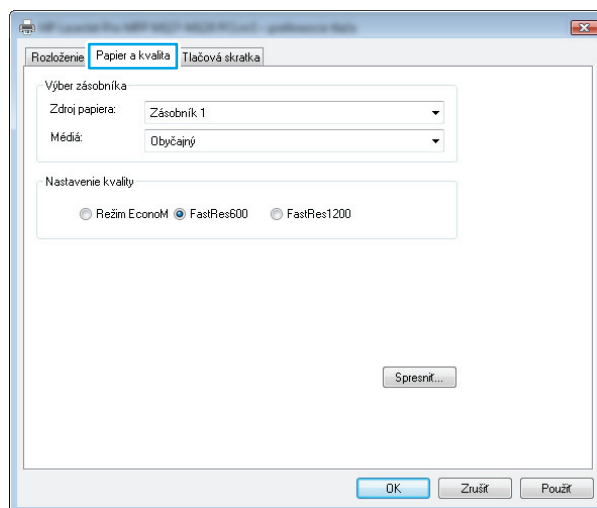 Rozloženie Papier a kvalita Tlačová skratka
Výber zásobníka
Zdroj papiera: Zásobník 1
Médiá: Obyčajný
Nastavenie kvality
Režim EconoM FastRes600 FastRes1200
Spresniť...
OK Zrušiť Použiť